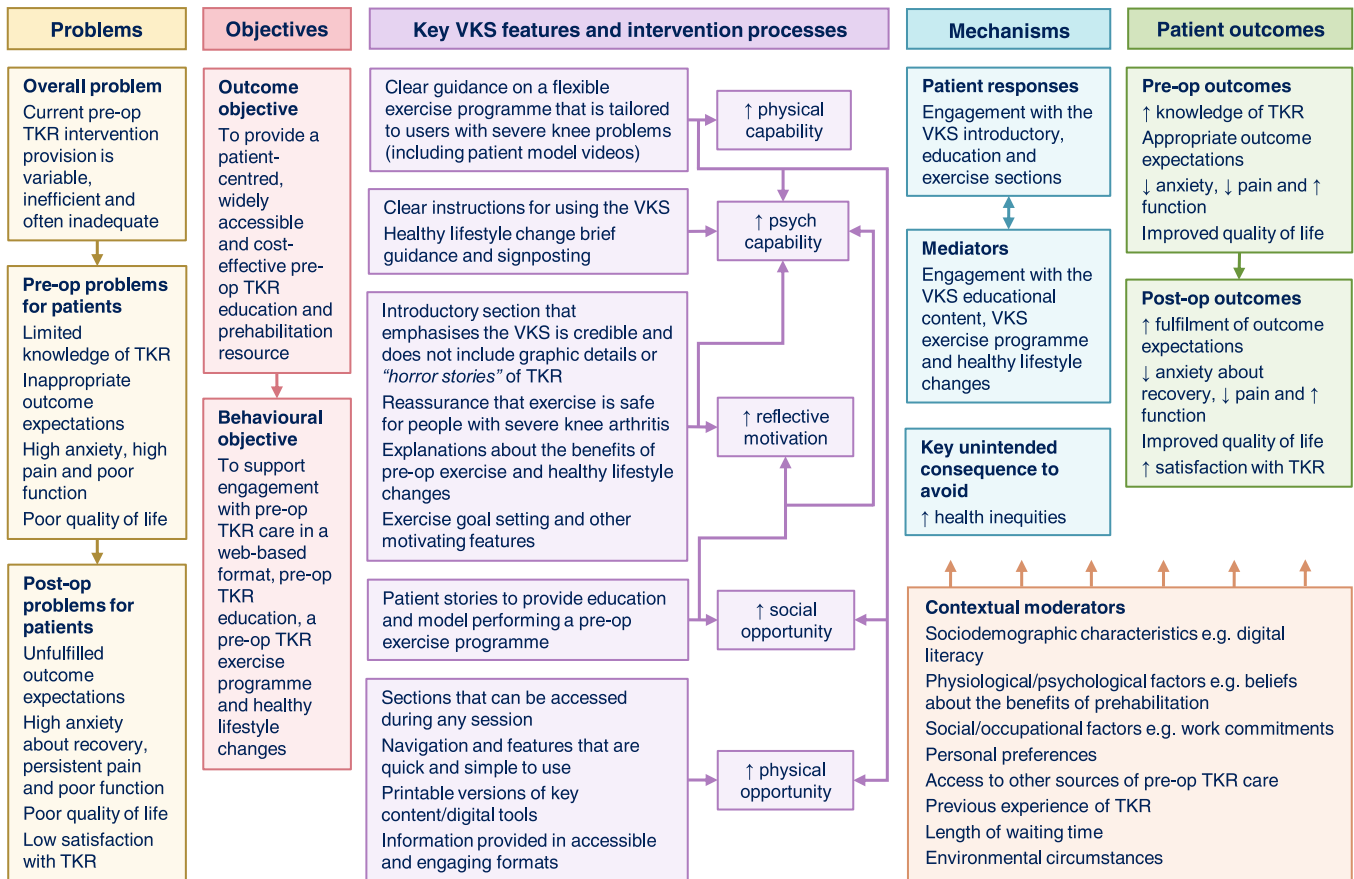 Problems
Overall problem
Current pre-op
TKR intervention
provision is
variable,
inefficient and
often inadequate
Pre-op problems
for patients
Limited
knowledge of TKR
Inappropriate
outcome
expectations
High anxiety, high
pain and poor
function
Poor quality of life
Post-op
problems for
patients
Unfulfilled
outcome
expectations
High anxiety
about recovery,
persistent pain
and poor function
Poor quality of life
Low satisfaction
with TKR
Objectives
Outcome
objective
To provide a
patient-
centred,
widely
accessible
and cost-
effective pre-
op TKR
education and
prehabilitation
resource
Behavioural
objective
To support
engagement
with pre-op
TKR care in a
web-based
format, pre-op
TKR
education, a
pre-op TKR
exercise
programme
and healthy
lifestyle
changes
Key VKS features and intervention processes
Clear guidance on a flexible
exercise programme that is tailored
to users with severe knee problems
(including patient model videos)
↑ physical
capability
Clear instructions for using the VKS
Healthy lifestyle change brief
guidance and signposting
↑ psych
capability
Introductory section that
emphasises the VKS is credible and
does not include graphic details or
“horror stories” of TKR
Reassurance that exercise is safe
for people with severe knee arthritis
Explanations about the benefits of
pre-op exercise and healthy lifestyle
changes
Exercise goal setting and other
motivating features
↑ reflective
motivation
Patient stories to provide education
and model performing a pre-op
exercise programme
↑ social
opportunity
Sections that can be accessed
during any session
Navigation and features that are
quick and simple to use
Printable versions of key
content/digital tools
Information provided in accessible
and engaging formats
↑ physical
opportunity
Mechanisms
Patient responses
Engagement with the
VKS introductory,
education and
exercise sections
Mediators
Engagement with the
VKS educational
content, VKS
exercise programme
and healthy lifestyle
changes
Key unintended
consequence to
avoid
↑ health inequities
Patient outcomes
Pre-op outcomes
↑ knowledge of TKR
Appropriate outcome
expectations
↓ anxiety, ↓ pain and ↑
function
Improved quality of life
Post-op outcomes
↑ fulfilment of outcome
expectations
↓ anxiety about
recovery, ↓ pain and ↑
function
Improved quality of life
↑ satisfaction with TKR
Contextual moderators
Sociodemographic characteristics e.g. digital
literacy
Physiological/psychological factors e.g. beliefs
about the benefits of prehabilitation
Social/occupational factors e.g. work commitments
Personal preferences
Access to other sources of pre-op TKR care
Previous experience of TKR
Length of waiting time
Environmental circumstances